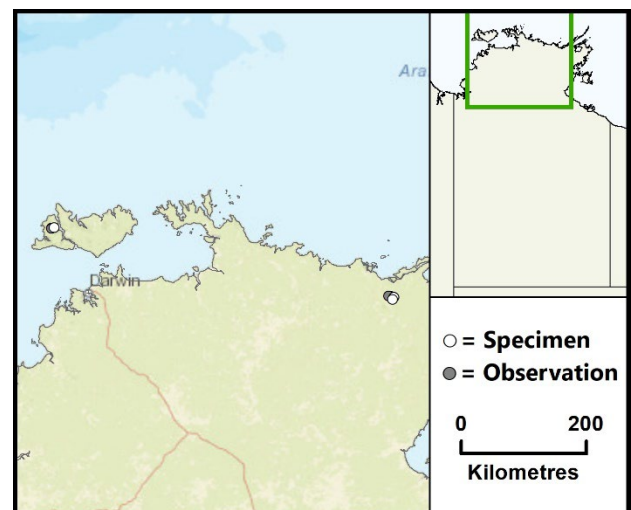 Ara
Darwin
○ = Specimen
● = Observation
0 200
Kilometres